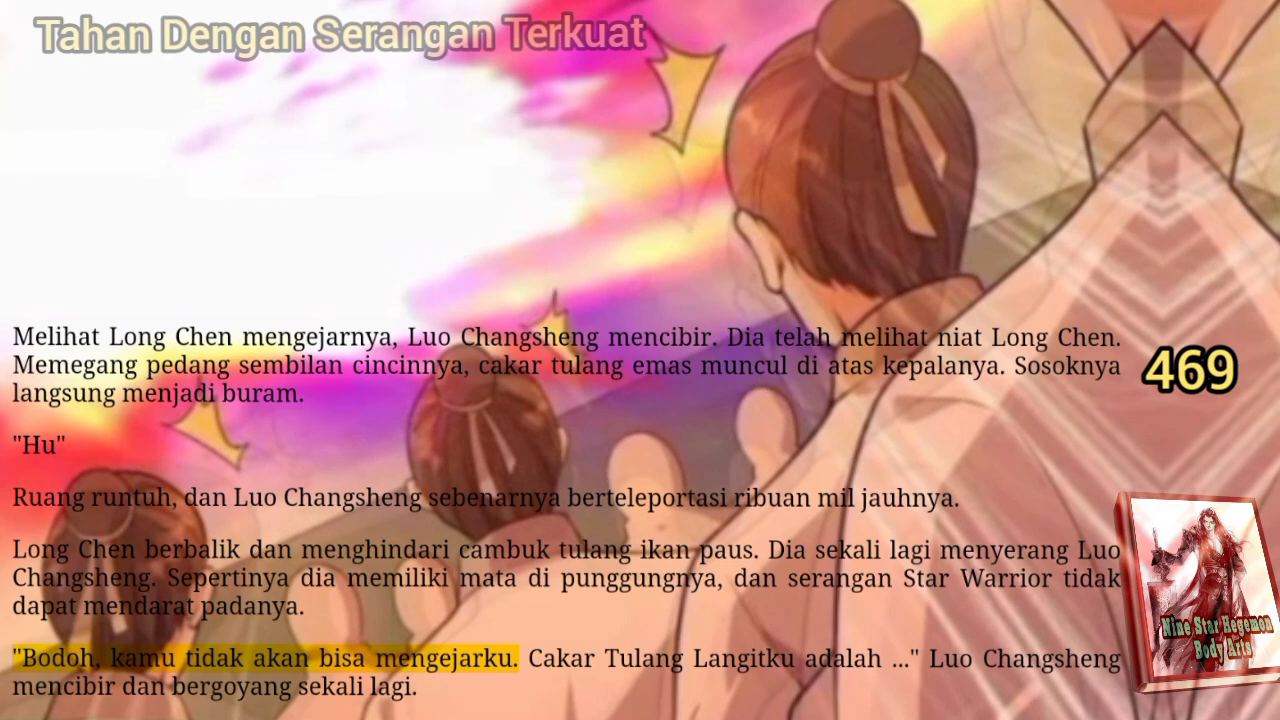 Tahan Dengan Serangan Terkuat
Melihat Long Chen mengejarnya, Luo Changsheng mencibir. Dia telah melihat niat Long Chen.
Memegang pedang sembilan cincinnya, cakar tulang emas muncul di atas kepalanya. Sosoknya
langsung menjadi buram.
"Hu"
Ruang runtuh, dan Luo Changsheng sebenarnya berteleportasi ribuan mil jauhnya.
Long Chen berbalik dan menghindari cambuk tulang ikan paus. Dia sekali lagi menyerang Luo
Changsheng. Sepertinya dia memiliki mata di punggungnya, dan serangan Star Warrior tidak
dapat mendarat padanya.
"Bodoh, kamu tidak akan bisa mengejarku. Cakar Tulang Langitku adalah ..." Luo Changsheng
mencibir dan bergoyang sekali lagi.
469
Nine Star Hegemon
Body Arts